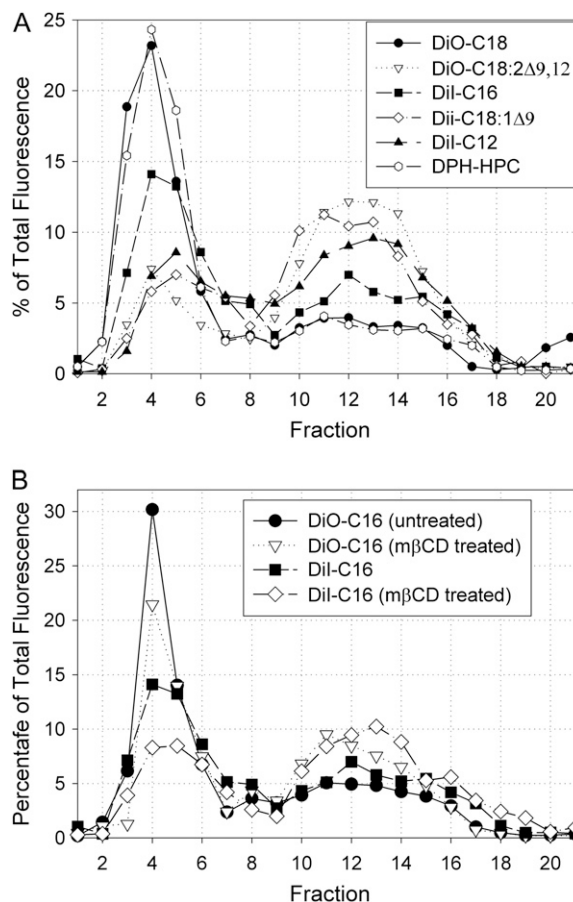 A
25
20
15
10
5
0
% of Total Fluorescence
DiO-C18
DiO-C18:2Δ9,12
DiI-C16
Dii-C18:1Δ9
DiI-C12
DPH-HPC
2 4 6 8 10 12 14 16 18 20
Fraction
B
30
25
20
15
10
5
0
Percentafe of Total Fluorescence
DiO-C16 (untreated)
DiO-C16 (mβCD treated)
DiI-C16
DiI-C16 (mβCD treated)
2 4 6 8 10 12 14 16 18 20
Fraction